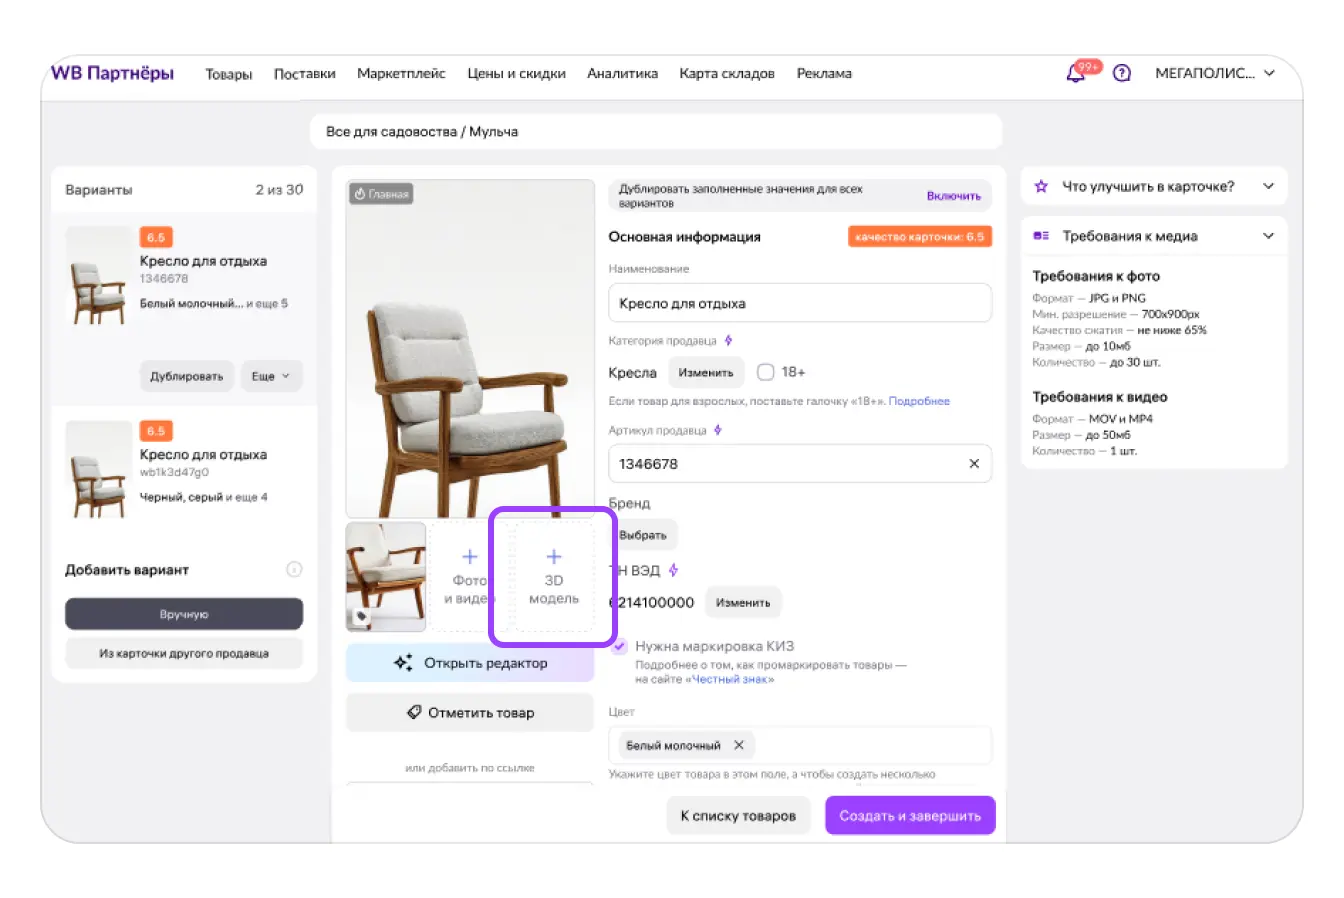 WB Партнёры
Товары
Поставки
Маркетплейс
Цены и скидки
Аналитика
Карта складов
Реклама
99+
МЕГАПОЛИС...
Все для садовоства / Мульча
Варианты
2 из 30
6.5
Кресло для отдыха
1346678
Белый молочный... и еще 5
Дублировать
Еще
6.5
Кресло для отдыха
wb1k3d47g0
Черный, серый и еще 4
Добавить вариант
Вручную
Из карточки другого продавца
Главная
+
Фото
и видео
+
3D
модель
Открыть редактор
Отметить товар
или добавить по ссылке
Дублировать заполненные значения для всех
вариантов
Включить
Основная информация
качество карточки: 6.5
Наименование
Кресло для отдыха
Категория продавца
Кресла
Изменить
18+
Если товар для взрослых, поставьте галочку «18+». Подробнее
Артикул продавца
1346678
Бренд
Выбрать
ТН ВЭД
6214100000
Изменить
Нужна маркировка КИЗ
Подробнее о том, как промаркировать товары —
на сайте «Честный знак»
Цвет
Белый молочный
Укажите цвет товара в этом поле, а чтобы создать несколько
К списку товаров
Создать и завершить
Что улучшить в карточке?
Требования к медиа
Требования к фото
Формат — JPG и PNG
Мин. разрешение — 700х900рх
Качество сжатия — не ниже 65%
Размер — до 10мб
Количество — до 30 шт.
Требования к видео
Формат — MOV и MP4
Размер — до 50мб
Количество — 1 шт.